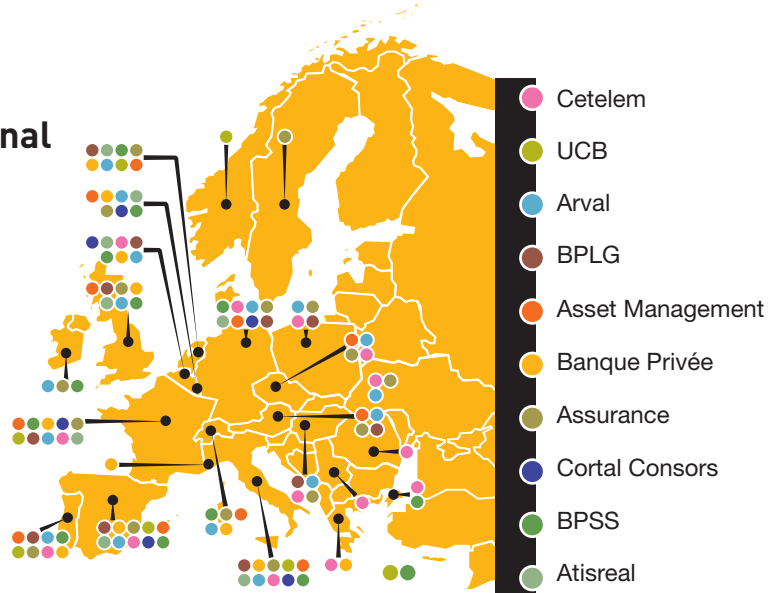 nal
Cetelem
UCB
Arval
BPLG
Asset Management
Banque Privée
Assurance
Cortal Consors
BPSS
Atisreal